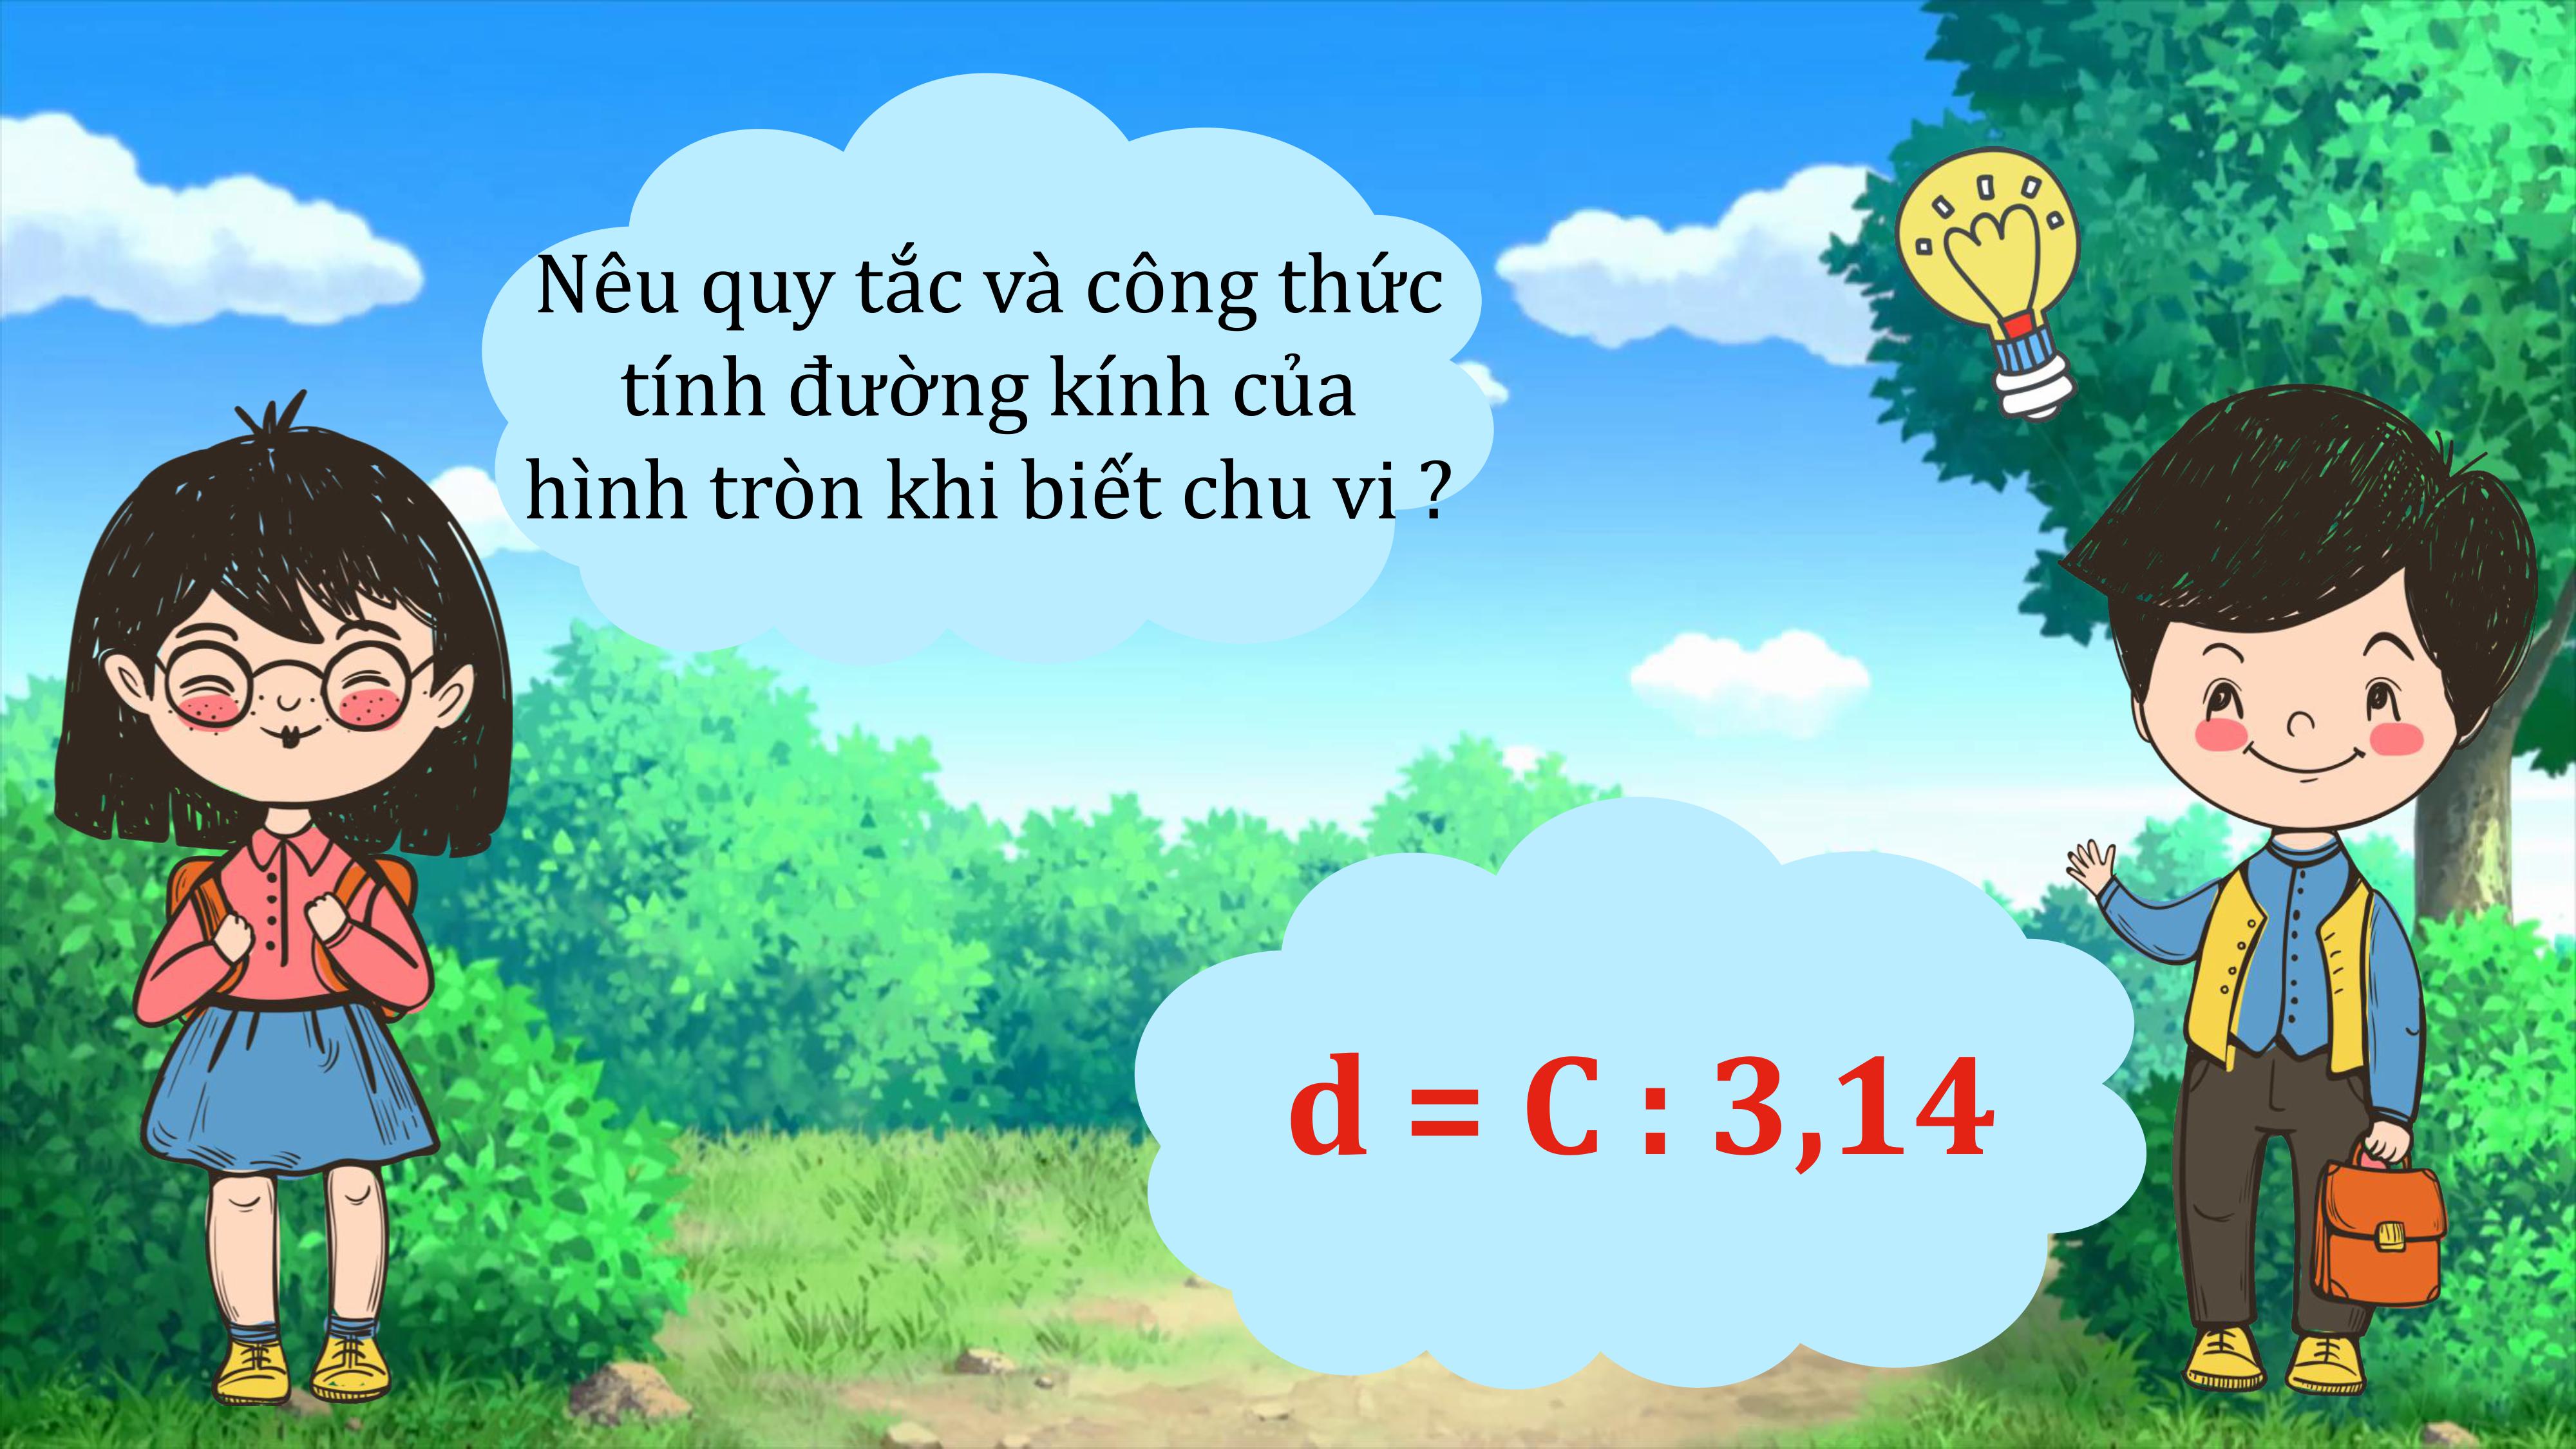 Nêu quy tắc và công thức
tính đường kính của
hình tròn khi biết chu vi ?
d = C : 3,14